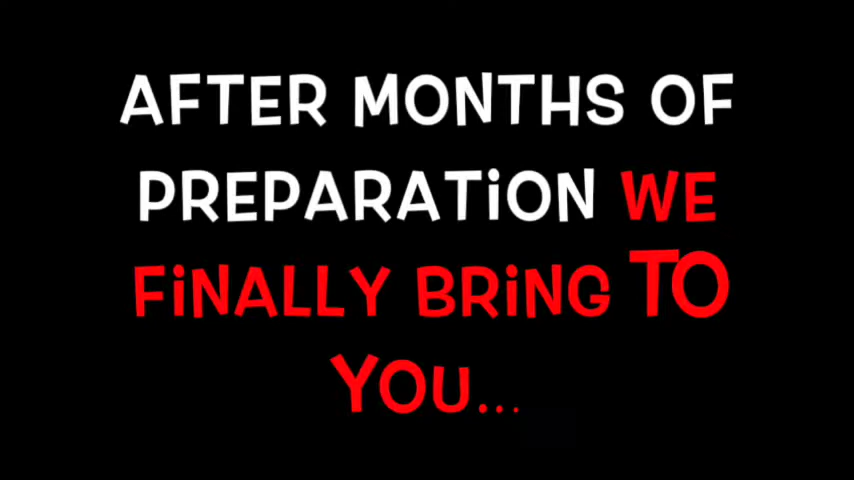 AFTER MONTHS OF
PREPARATiON WE
FiNALLY BRiNG TO
YOU...